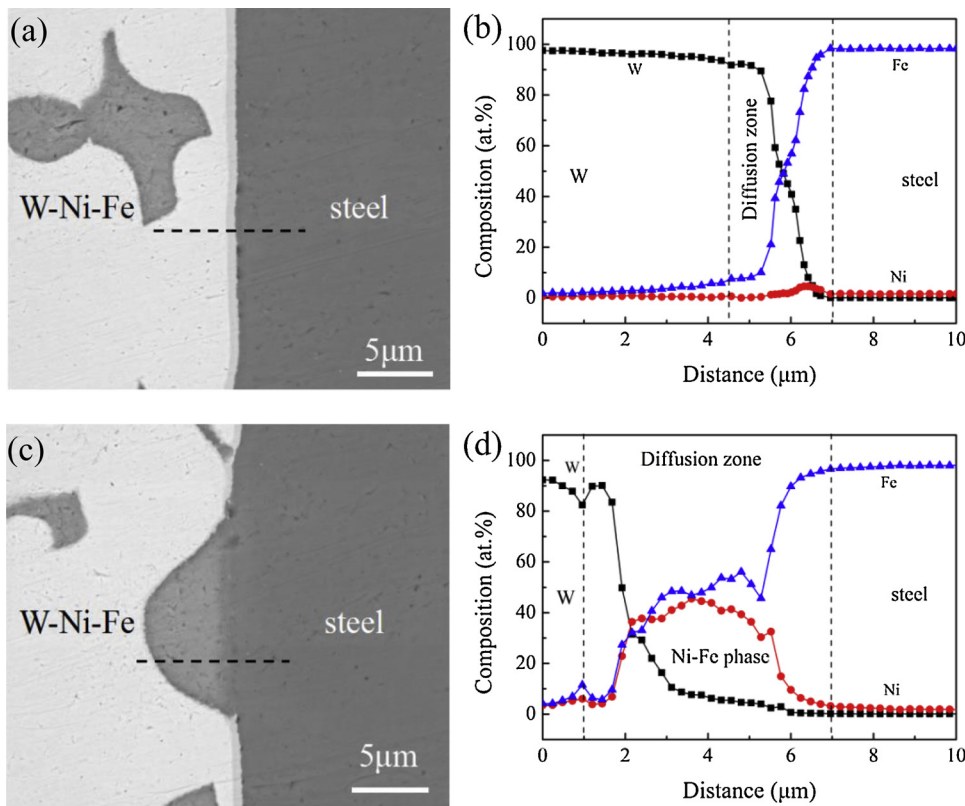 (a)
W-Ni-Fe
steel
5μm
(b)
100
80
60
40
20
0
Composition (at.%)
W
W
Diffusion zone
Fe
steel
Ni
0 2 4 6 8 10
Distance (μm)
(c)
W-Ni-Fe
steel
5μm
(d)
100
80
60
40
20
0
Composition (at.%)
W
W
Diffusion zone
Ni-Fe phase
Fe
steel
Ni
0 2 4 6 8 10
Distance (μm)